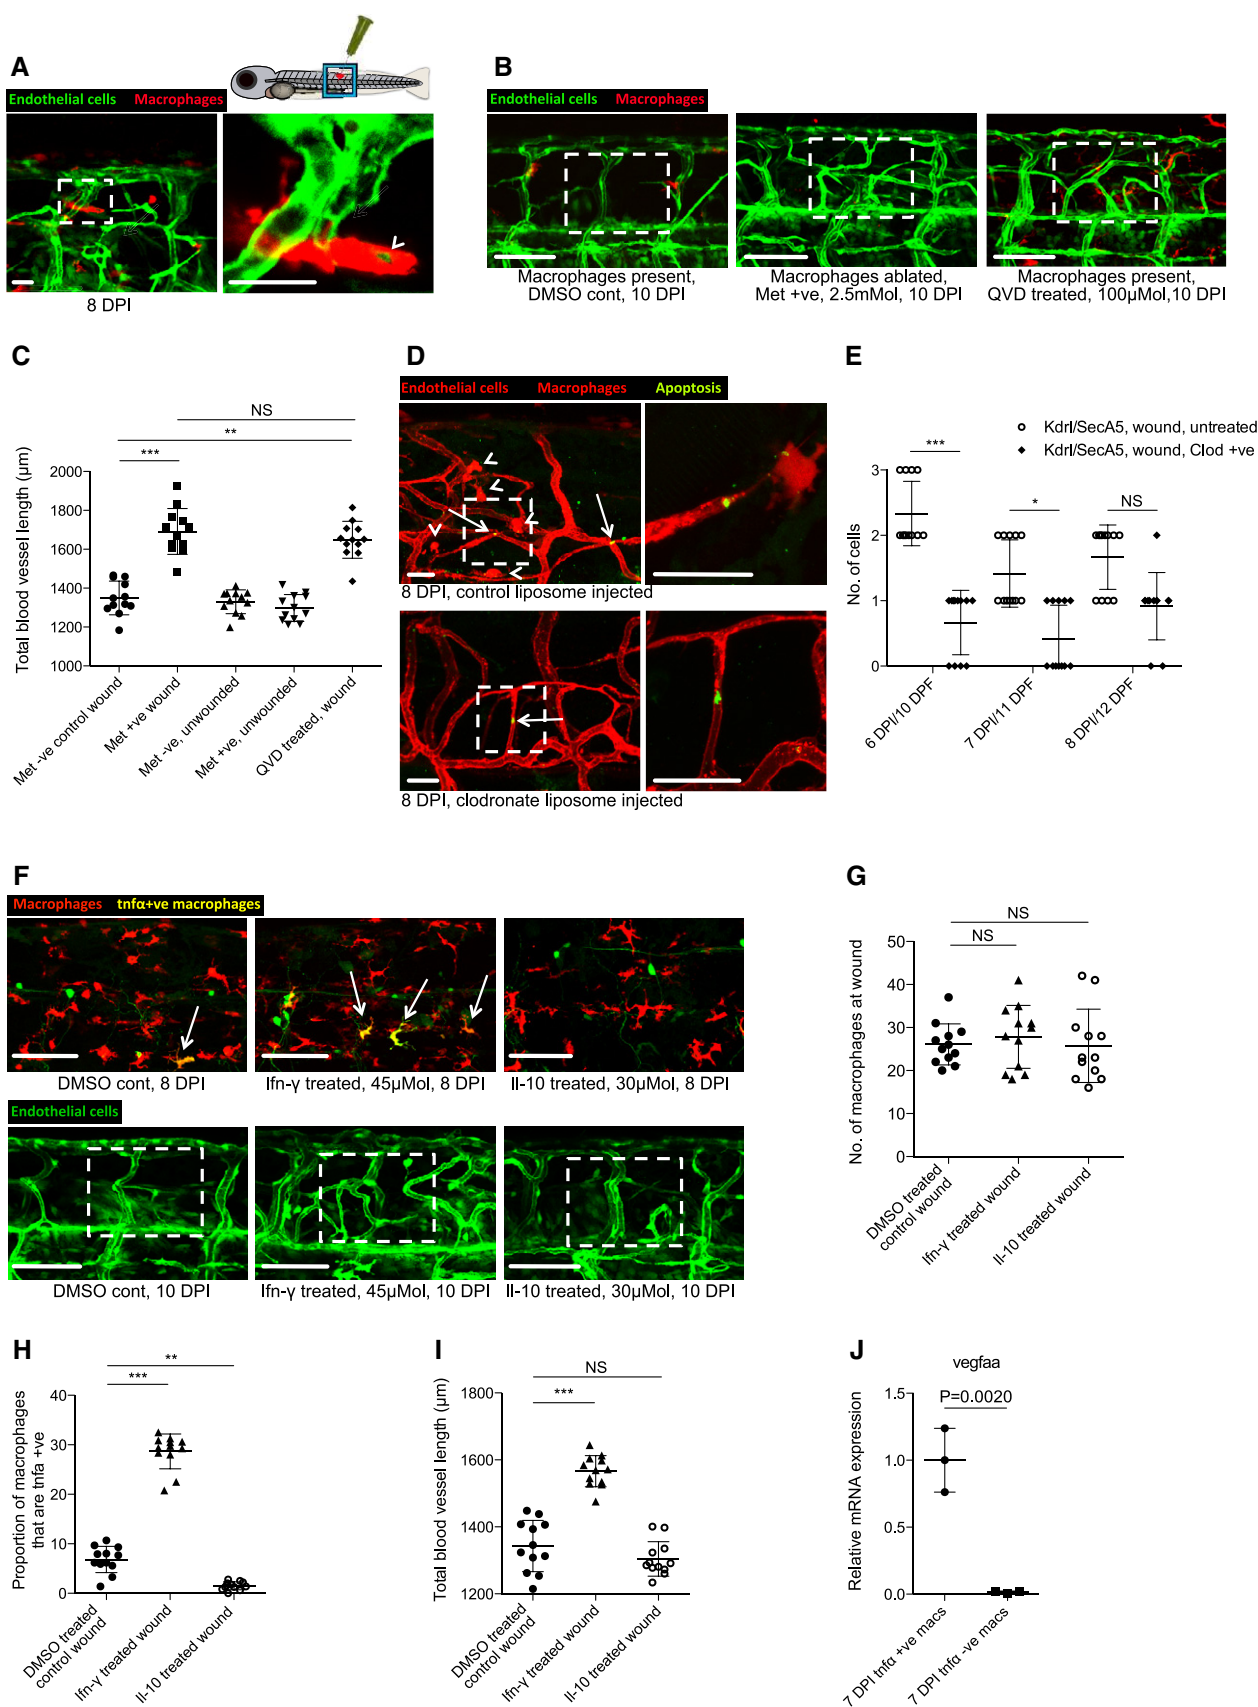 A
Endothelial cells Macrophages
8 DPI
B
Endothelial cells Macrophages
Macrophages present,
DMSO cont, 10 DPI
Macrophages ablated,
Met +ve, 2.5mMol, 10 DPI
Macrophages present,
QVD treated, 100µMol,10 DPI
C
NS
**
***
Total blood vessel length (µm)
2000
1800
1600
1400
1200
1000
Met -ve control wound
Met +ve wound
Met -ve, unwounded
Met +ve, unwounded
QVD treated, wound
D
Endothelial cells Macrophages Apoptosis
8 DPI, control liposome injected
8 DPI, clodronate liposome injected
E
Kdrl/SecA5, wound, untreated
Kdrl/SecA5, wound, Clod +ve
***
*
NS
No. of cells
3
2
1
0
6 DPI/10 DPF
7 DPI/11 DPF
8 DPI/12 DPF
F
Macrophages tnfα+ve macrophages
DMSO cont, 8 DPI
Ifn-γ treated, 45µMol, 8 DPI
Il-10 treated, 30µMol, 8 DPI
Endothelial cells
DMSO cont, 10 DPI
Ifn-γ treated, 45µMol, 10 DPI
Il-10 treated, 30µMol, 10 DPI
G
NS
NS
No. of macrophages at wound
50
40
30
20
10
0
DMSO treated
control wound
Ifn-γ treated wound
Il-10 treated wound
H
**
***
Proportion of macrophages
that are tnfa +ve
40
30
20
10
0
DMSO treated
control wound
Ifn-γ treated wound
Il-10 treated wound
I
NS
***
Total blood vessel length (µm)
1800
1600
1400
1200
DMSO treated
control wound
Ifn-γ treated wound
Il-10 treated wound
J
vegfaa
P=0.0020
Relative mRNA expression
1.5
1.0
0.5
0.0
7 DPI tnfα +ve macs
7 DPI tnfα -ve macs